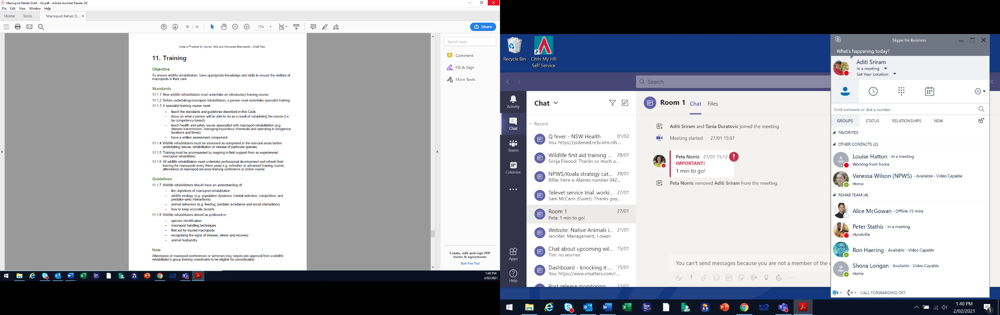 Macropod Rehab Draft - AS.pdf - Adobe Acrobat Reader DC
File Edit View Window Help
Home Tools Macropod Rehab D... ×
30 / 34 75% Share
Code of Practice for Injured, Sick and Orphaned Macropods – Draft Two
11. Training
Objective
To ensure wildlife rehabilitators have appropriate knowledge and skills to ensure the welfare of
macropods in their care.
Standards
11.1.1 New wildlife rehabilitators must undertake an introductory training course
11.1.2 Before undertaking macropod rehabilitation, a person must undertake specialist training.
11.1.3 A specialist training course must:
– teach the standards and guidelines described in this Code
– focus on what a person will be able to do as a result of completing the course (i.e.
be competency-based)
– teach health and safety issues associated with macropod rehabilitation (e.g.
disease transmission, managing hazardous chemicals and operating in dangerous
locations and times)
– have a written assessment component.
11.1.4 Wildlife rehabilitators must be assessed as competent in the relevant areas before
undertaking rescue, rehabilitation or release of particular species.
11.1.5 Training must be accompanied by ongoing in-field support from an experienced
macropod rehabilitator.
11.1.6 All wildlife rehabilitators must undertake professional development and refresh their
training for macropods every three years e.g. refresher or advanced training course,
attendance at macropod advance training conference or online course.
Guidelines
11.1.7 Wildlife rehabilitators should have an understanding of:
– the objectives of macropod rehabilitation
– wildlife ecology (e.g. population dynamics, habitat selection, competition, and
predator–prey interactions)
– animal behaviour (e.g. feeding, predator avoidance and social interactions)
– how to keep accurate records.
11.1.8 Wildlife rehabilitators should be proficient in:
– species identification
– macropod handling techniques
– first aid for injured macropods
– recognising the signs of disease, stress and recovery
– animal husbandry.
Note
Attendance at macropod conferences or seminars may require pre-approval from a wildlife
rehabilitator's group training coordinator to be eligible for consideration
Search tools
Comment
Fill & Sign
More Tools
Create, edit and sign PDF
forms & agreements
Start Free Trial
1:40 PM
2/02/2021
Recycle Bin
Citrix My HR
Self Service
Search
Activity
Chat
Teams
Calendar
Apps
Help
Chat
Recent
Q fever - NSW Health 01/02
You: https://pubmed.ncbi.nlm.nih....
Wildlife first aid training ... 28/01
Sonja Elwood: Thanks so much a...
NPWS/Koala strategy cat... 28/01
Billie: Here is Alaines number 042...
Televet service trial: worki... 27/01
Sam McCann (Guest): Thanks guy...
Room 1 27/01
Peta: 1 min to go!
Website: Native Animals i... 21/01
Jennifer: Management, I mean
Chat about upcoming wil... 15/01
Tim: no worries
Dashboard - knocking it ... 15/01
You: https://www.xmatters.com/r...
Post release monitoring 13/01
Room 1 Chat Files
Aditi Sriram and Tania Duratovic joined the meeting.
Meeting started 27/01 15:07
Peta Norris 27/01 15:12 !
IMPORTANT!
1 min to go!
Peta Norris removed Aditi Sriram from the meeting.
You can't send messages because you are not a member of the c
GIF
Skype for Business
What's happening today?
Aditi Sriram
In a meeting
Set Your Location
Find someone or dial a number
GROUPS STATUS RELATIONSHIPS NEW
FAVORITES
OTHER CONTACTS (2)
Louise Hatton - In a meeting
Working from home
Vanessa Wilson (NPWS) - Available - Video Capable
Home
REHAB TEAM (4)
Alice McGowan - Offline 15 mins
Peter Stathis - In a meeting
Hurstville
Ron Haering - Available - Video Capable
Shona Lorigan - Available - Video Capable
Home
CALL FORWARDING OFF
1:40 PM
2/02/2021
1